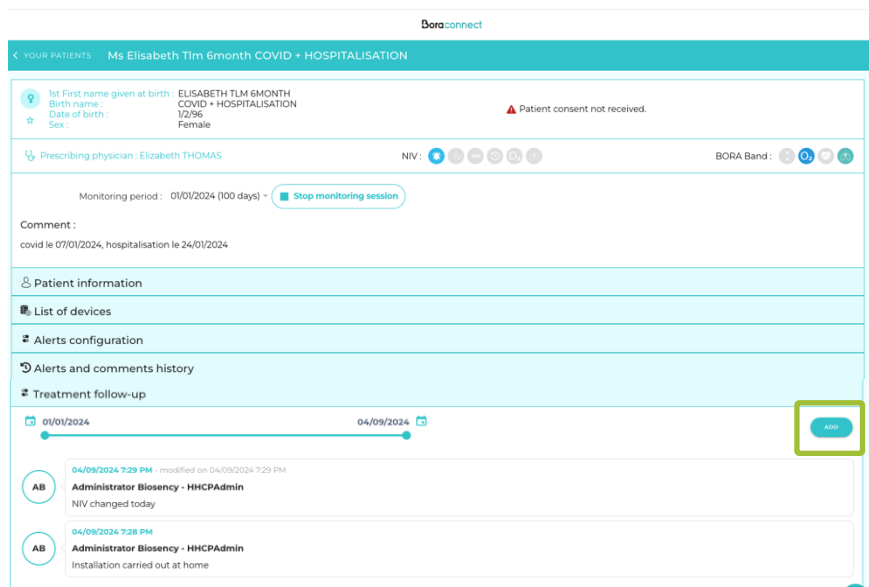 Boraconnect
< YOUR PATIENTS Ms Elisabeth Tlm 6month COVID + HOSPITALISATION
1st First name given at birth : ELISABETH TLM 6MONTH
Birth name : COVID + HOSPITALISATION
Date of birth : 1/2/96
Sex : Female
Patient consent not received.
Prescribing physician : Elizabeth THOMAS
NIV :
O₂
BORA Band :
O₂
Monitoring period : 01/01/2024 (100 days) - Stop monitoring session
Comment :
covid le 07/01/2024, hospitalisation le 24/01/2024
Patient information
List of devices
Alerts configuration
Alerts and comments history
Treatment follow-up
01/01/2024
04/09/2024
ADD
04/09/2024 7:29 PM - modified on 04/09/2024 7:29 PM
AB
Administrator Biosency - HHCPAdmin
NIV changed today
04/09/2024 7:28 PM
AB
Administrator Biosency - HHCPAdmin
Installation carried out at home